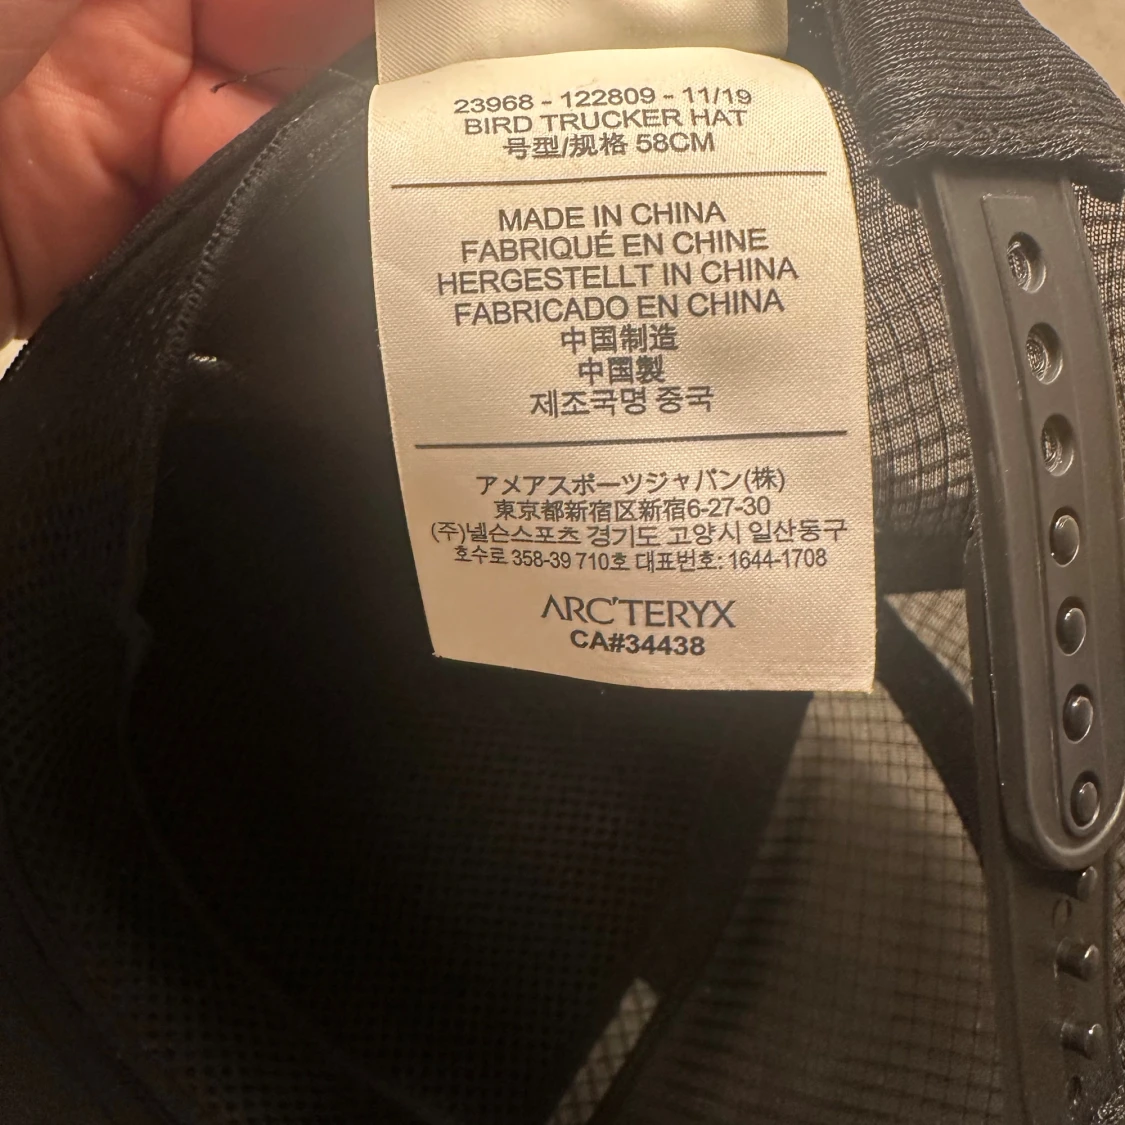 23968 - 122809 - 11/19
BIRD TRUCKER HAT
号型/规格 58CM
MADE IN CHINA
FABRIQUÉ EN CHINE
HERGESTELLT IN CHINA
FABRICADO EN CHINA
中国制造
中国製
제조국명 중국
アメアスポーツジャパン(株)
東京都新宿区新宿6-27-30
(주)넬슨스포츠 경기도 고양시 일산동구
호수로 358-39 710호 대표번호: 1644-1708
ARC'TERYX
CA#34438